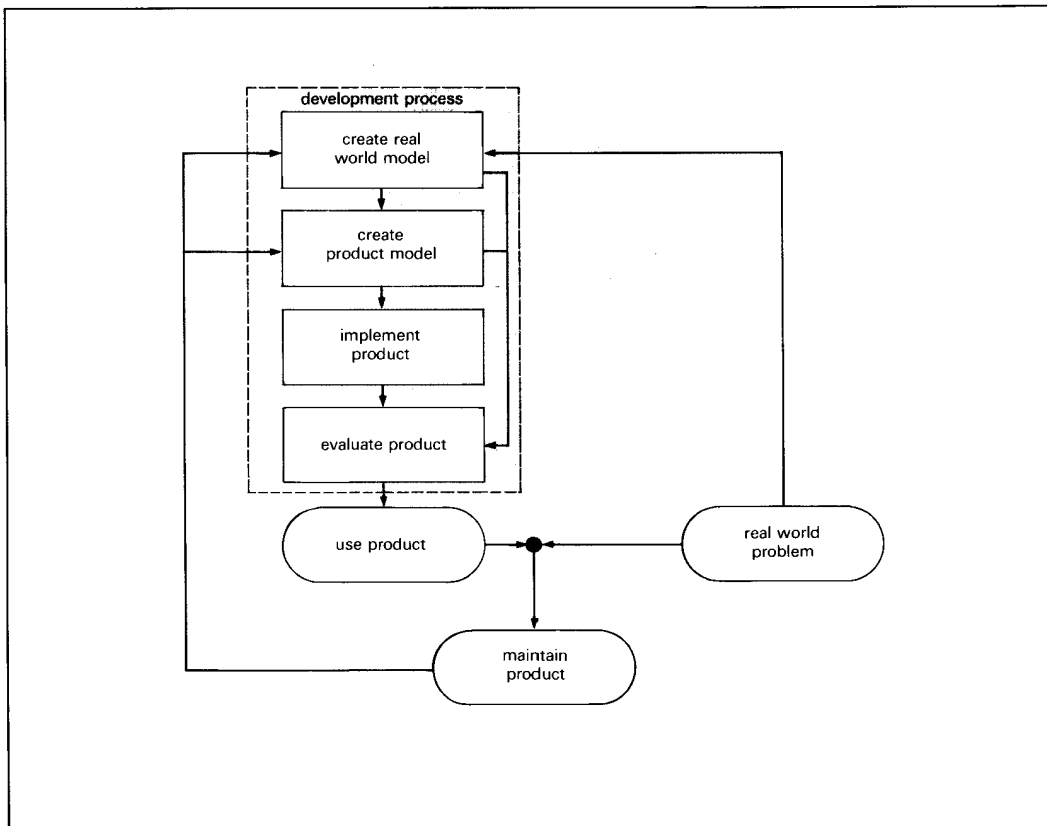 development process
create real
world model
create
product model
implement
product
evaluate product
use product
real world
problem
maintain
product